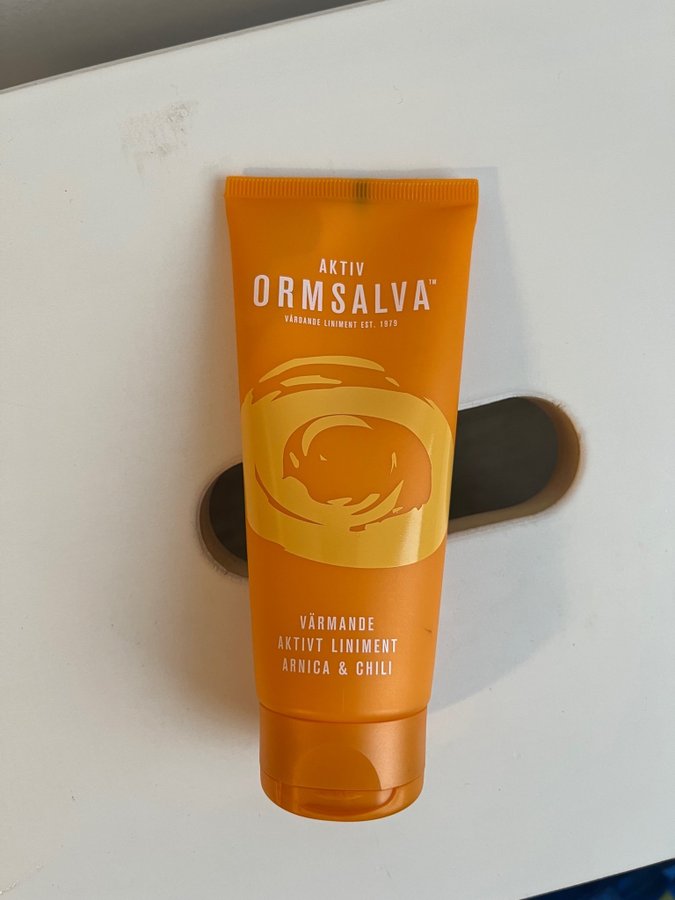 AKTIV
ORMSALVA™
VÅRDANDE LINIMENT EST. 1979
VÄRMANDE
AKTIVT LINIMENT
ARNICA & CHILI